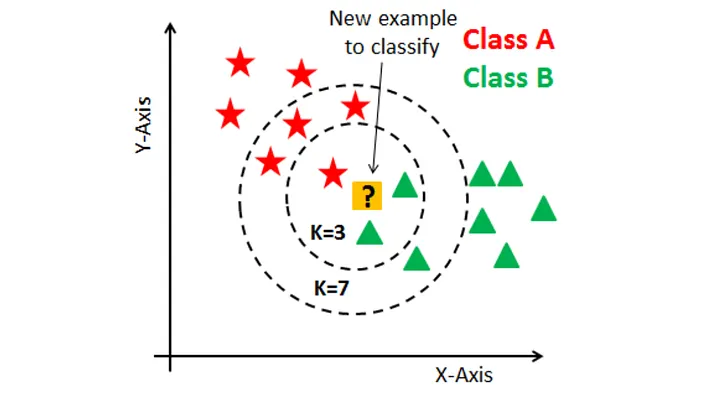 New example
to classify
Class A
Class B
Y-Axis
?
K=3
K=7
X-Axis